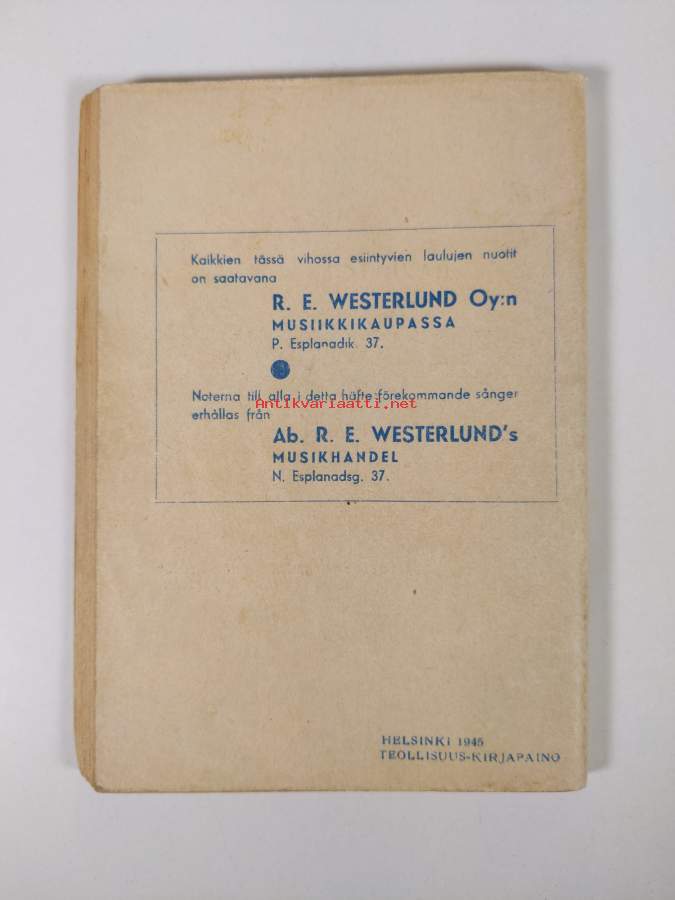 Kaikkien tässä vihossa esiintyvien laulujen nuotit
on saatavana
R. E. WESTERLUND Oy:n
MUSIIKKIKAUPASSA
P. Esplanadik. 37.
Noterna till alla i detta häfte förekommande sånger
Antikvariaatti.net
erhållas från
Ab. R. E. WESTERLUND's
MUSIKHANDEL
N. Esplanadsg. 37.
HELSINKI 1945
TEOLLISUUS-KIRJAPAINO